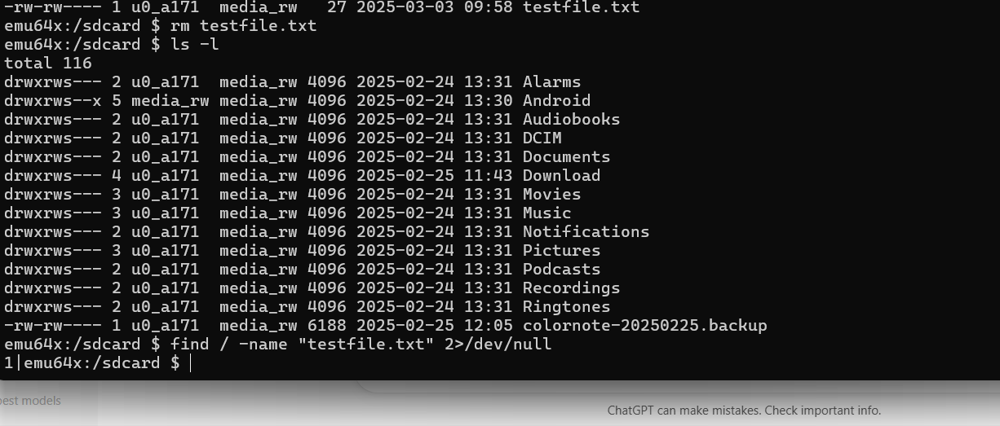 -rw-rw---- 1 u0_a171  media_rw   27 2025-03-03 09:58 testfile.txt
emu64x:/sdcard $ rm testfile.txt
emu64x:/sdcard $ ls -l
total 116
drwxrws--- 2 u0_a171  media_rw 4096 2025-02-24 13:31 Alarms
drwxrws--x 5 media_rw media_rw 4096 2025-02-24 13:30 Android
drwxrws--- 2 u0_a171  media_rw 4096 2025-02-24 13:31 Audiobooks
drwxrws--- 2 u0_a171  media_rw 4096 2025-02-24 13:31 DCIM
drwxrws--- 2 u0_a171  media_rw 4096 2025-02-24 13:31 Documents
drwxrws--- 4 u0_a171  media_rw 4096 2025-02-25 11:43 Download
drwxrws--- 3 u0_a171  media_rw 4096 2025-02-24 13:31 Movies
drwxrws--- 3 u0_a171  media_rw 4096 2025-02-24 13:31 Music
drwxrws--- 2 u0_a171  media_rw 4096 2025-02-24 13:31 Notifications
drwxrws--- 3 u0_a171  media_rw 4096 2025-02-24 13:31 Pictures
drwxrws--- 2 u0_a171  media_rw 4096 2025-02-24 13:31 Podcasts
drwxrws--- 2 u0_a171  media_rw 4096 2025-02-24 13:31 Recordings
drwxrws--- 2 u0_a171  media_rw 4096 2025-02-24 13:31 Ringtones
-rw-rw---- 1 u0_a171  media_rw 6188 2025-02-25 12:05 colornote-20250225.backup
emu64x:/sdcard $ find / -name "testfile.txt" 2>/dev/null
1|emu64x:/sdcard $
est models
ChatGPT can make mistakes. Check important info.